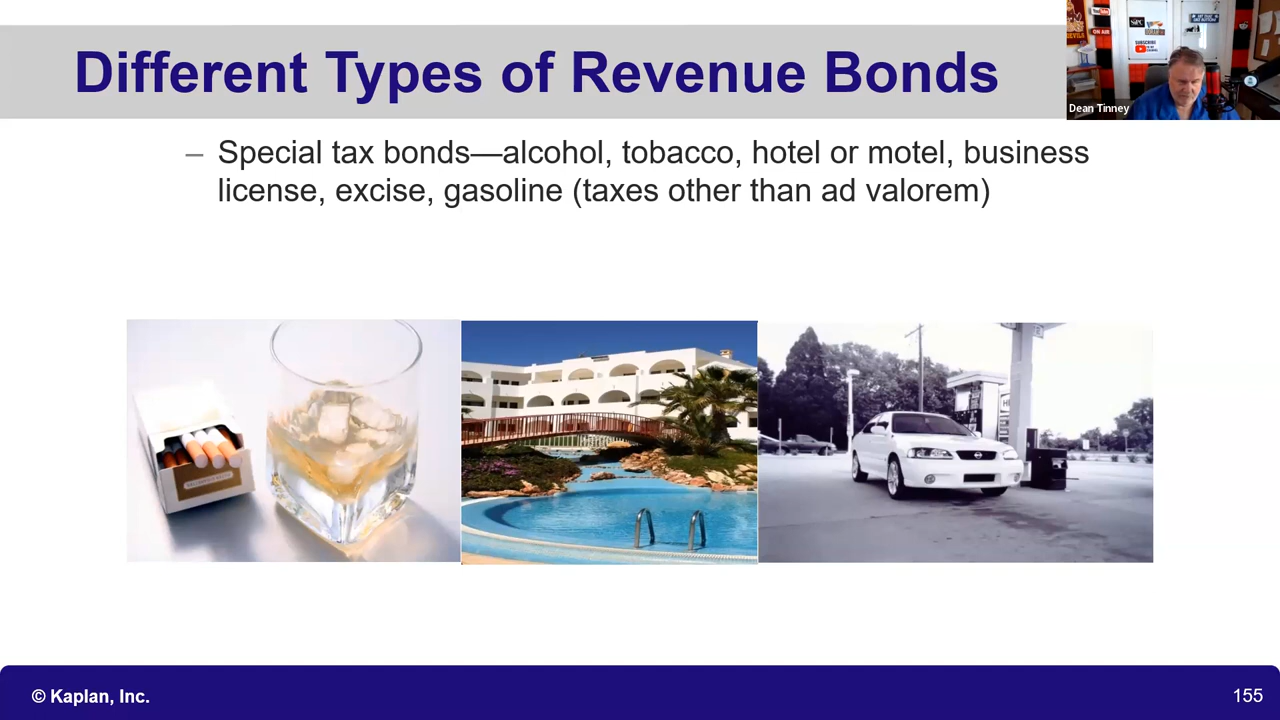 Different Types of Revenue Bonds
Dean Tinney
– Special tax bonds—alcohol, tobacco, hotel or motel, business
license, excise, gasoline (taxes other than ad valorem)
© Kaplan, Inc.
155